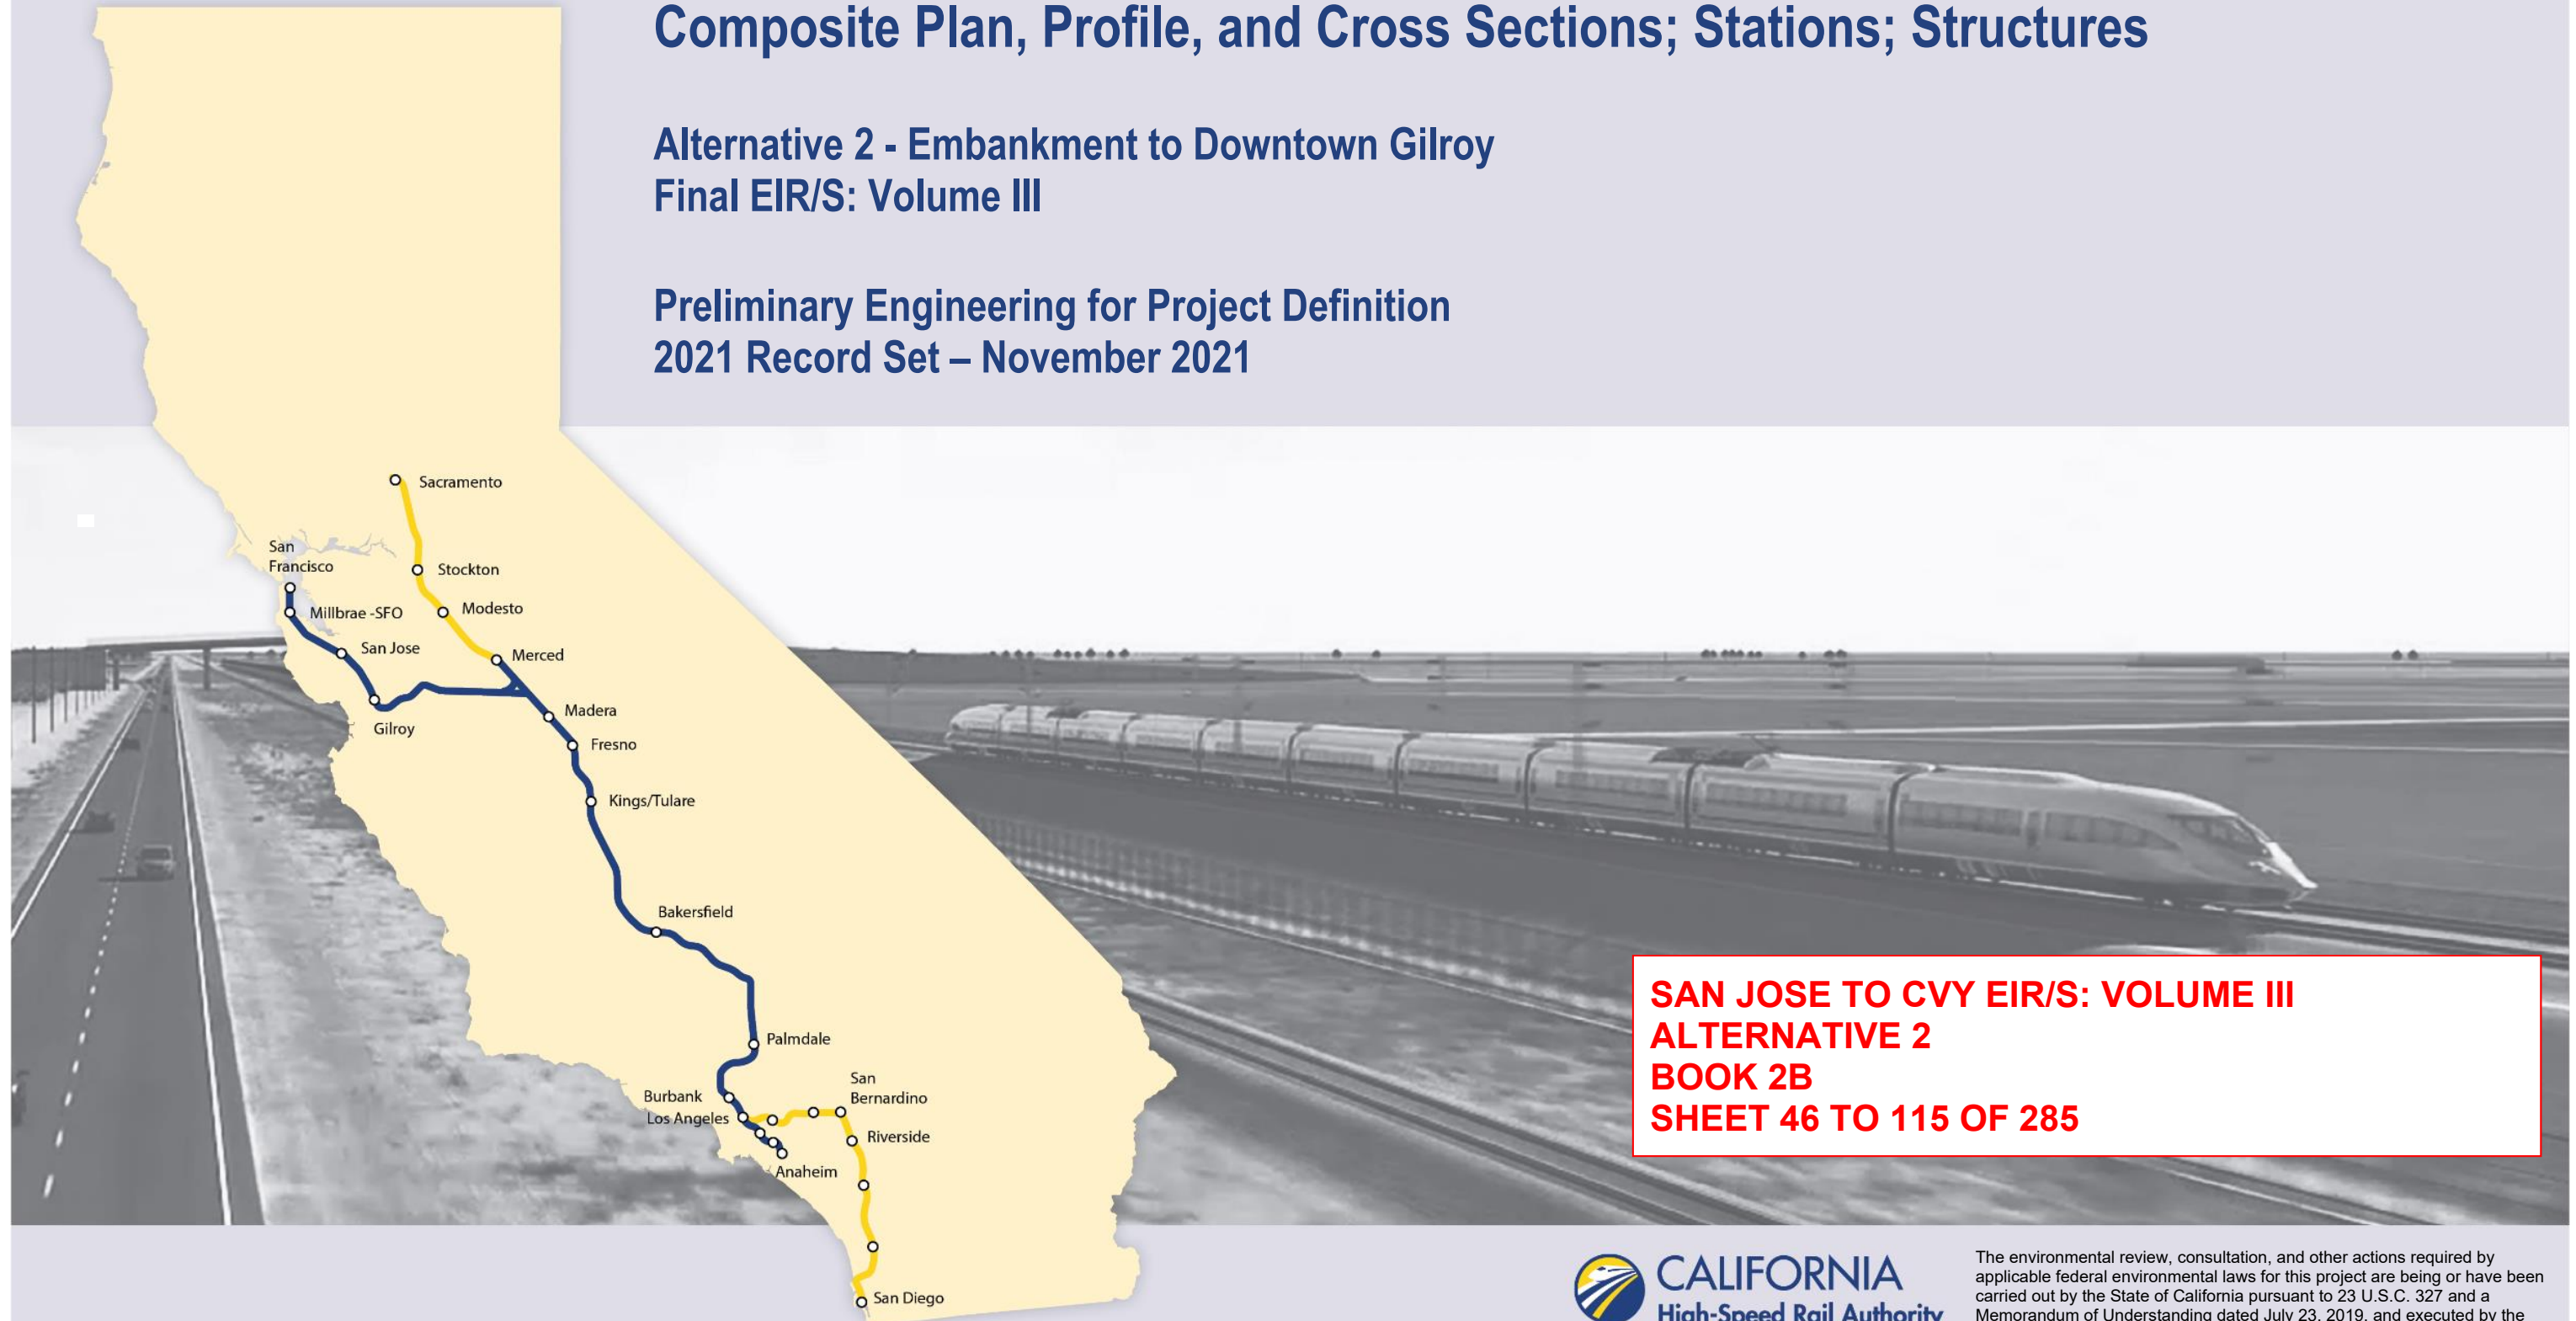 Composite Plan, Profile, and Cross Sections; Stations; Structures
Alternative 2 - Embankment to Downtown Gilroy
Final EIR/S: Volume III
Preliminary Engineering for Project Definition
2021 Record Set – November 2021
Sacramento
San
Francisco
Stockton
Millbrae -SFO
Modesto
San Jose
Merced
Gilroy
Madera
Fresno
Kings/Tulare
Bakersfield
Palmdale
Burbank
Los Angeles
San
Bernardino
Riverside
Anaheim
San Diego
SAN JOSE TO CVY EIR/S: VOLUME III
ALTERNATIVE 2
BOOK 2B
SHEET 46 TO 115 OF 285
CALIFORNIA
High-Speed Rail Authority
The environmental review, consultation, and other actions required by
applicable federal environmental laws for this project are being or have been
carried out by the State of California pursuant to 23 U.S.C. 327 and a
Memorandum of Understanding dated July 23, 2019, and executed by the